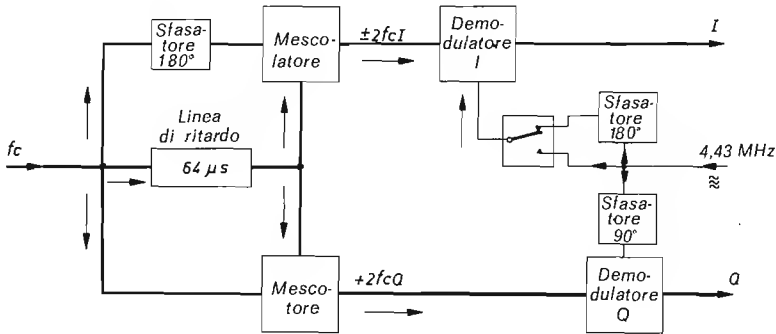 Sfasa-
tore
180°
Mesco-
latore
±2fcI
Demo-
dulatore
I
I
Linea
di ritardo
fc
64 µs
Sfasa-
tore
180°
4,43 MHz
≈
Sfasa-
tore
90°
Mesco-
tore
+2fcQ
Demo-
dulatore
Q
Q